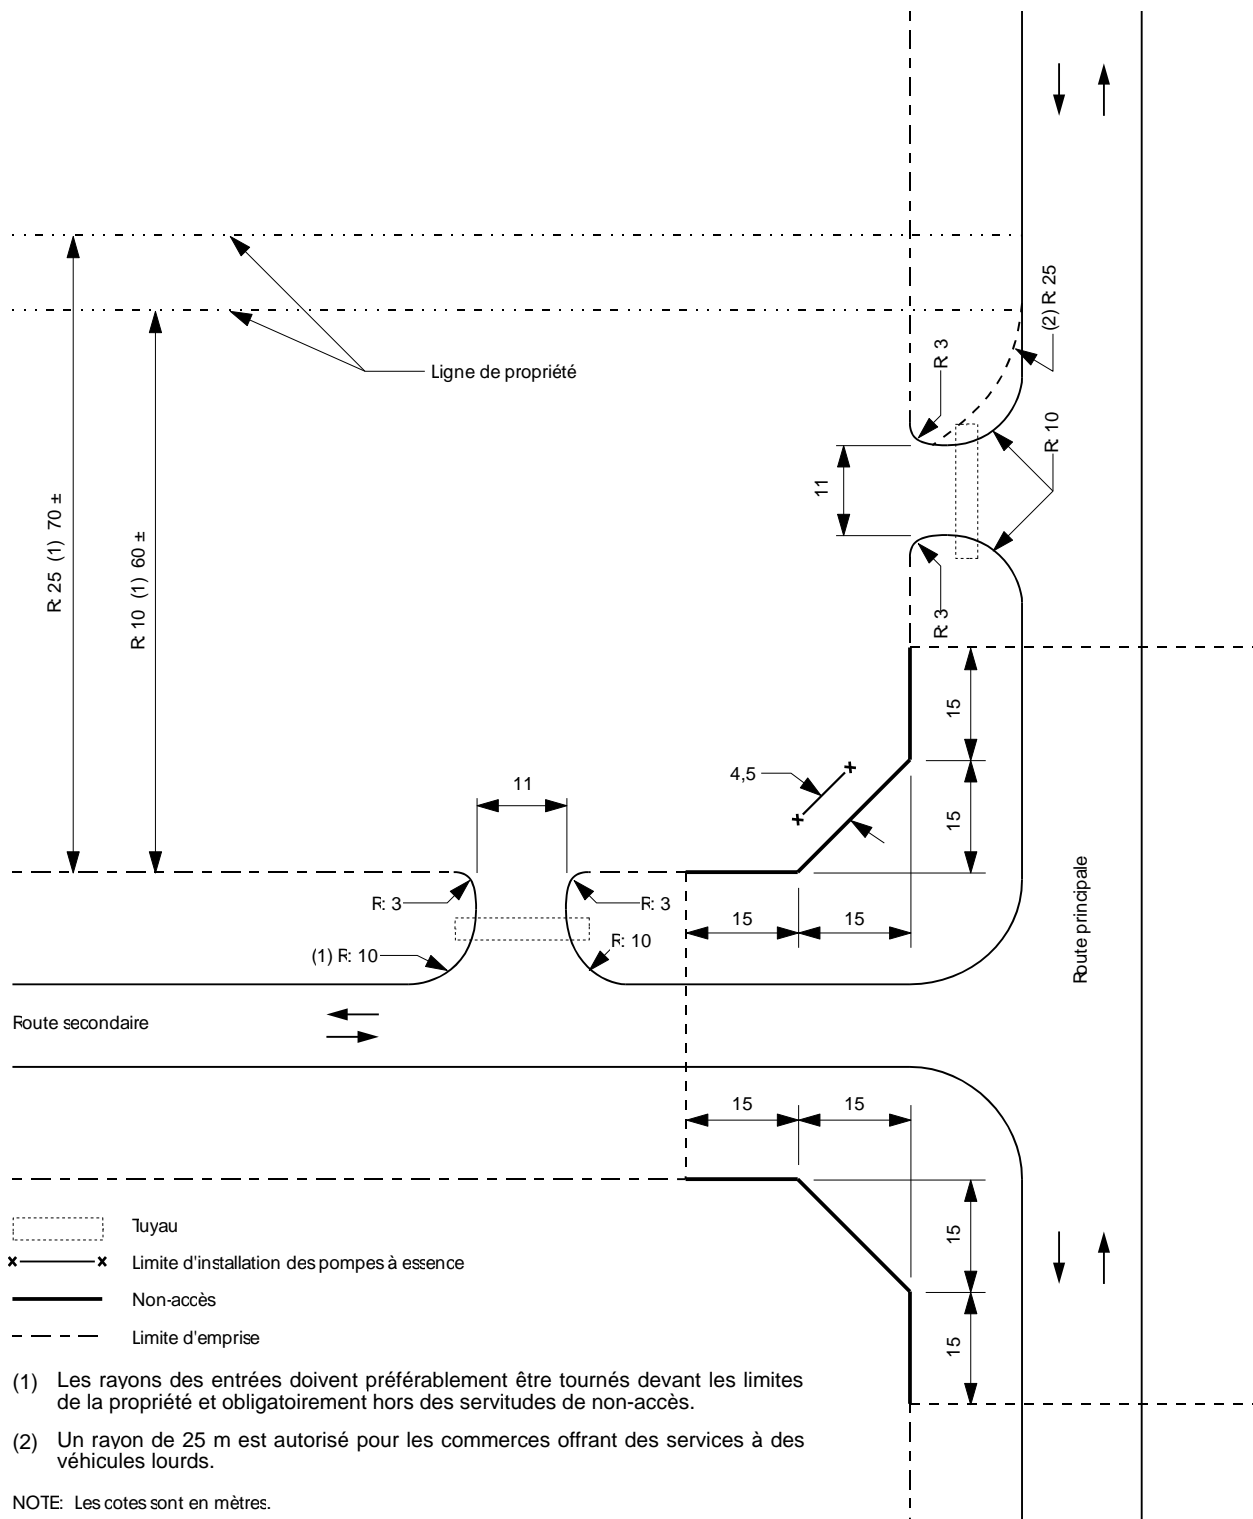 (2) R: 25
R: 3
Ligne de propriété
R: 10
11
R: 25 (1) 70 ±
R: 10 (1) 60 ±
R: 3
15
4,5
11
15
R: 3
R: 3
15
15
R: 10
(1) R: 10
Route principale
Route secondaire
15
15
15
15
Tuyau
Limite d'installation des pompes à essence
Non-accès
Limite d'emprise
(1) Les rayons des entrées doivent préférablement être tournés devant les limites
de la propriété et obligatoirement hors des servitudes de non-accès.
(2) Un rayon de 25 m est autorisé pour les commerces offrant des services à des
véhicules lourds.
NOTE: Les cotes sont en mètres.